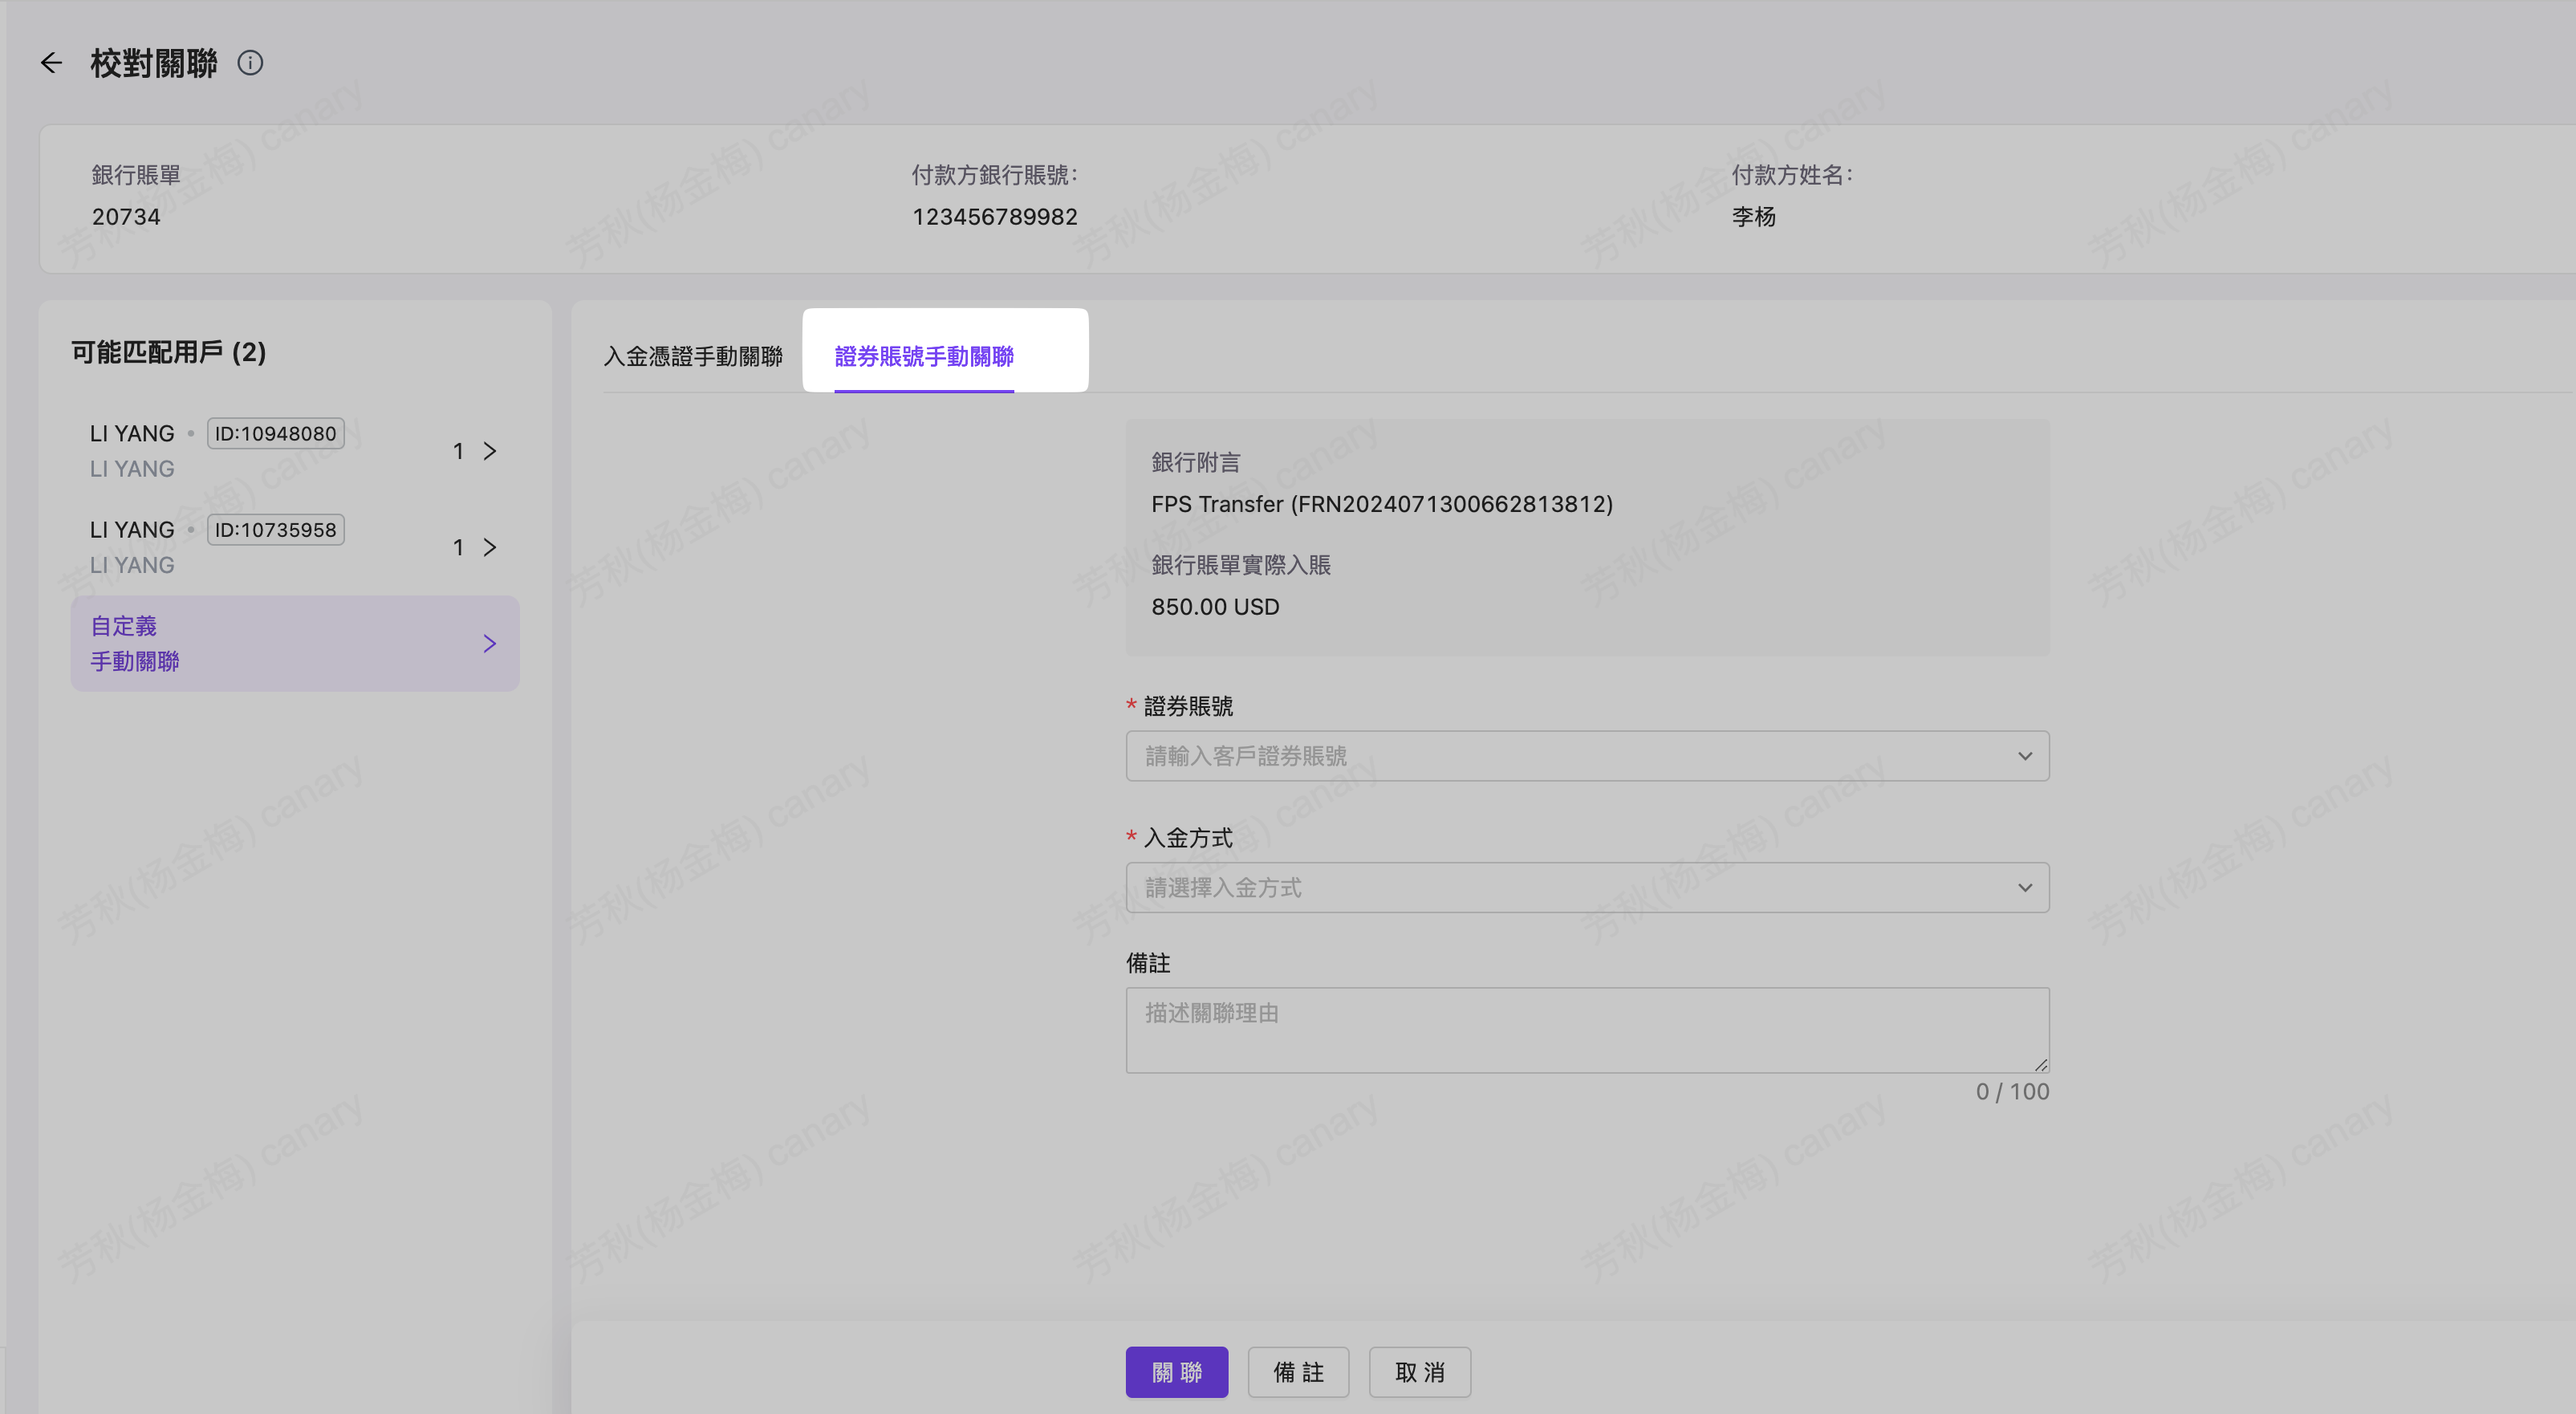 校對關聯
銀行賬單
20734
付款方銀行賬號:
123456789982
付款方姓名:
李杨
可能匹配用戶 (2)
LI YANG • ID:10948080
LI YANG
1
LI YANG • ID:10735958
LI YANG
1
自定義
手動關聯
入金憑證手動關聯
證券賬號手動關聯
銀行附言
FPS Transfer (FRN2024071300662813812)
銀行賬單實際入賬
850.00 USD
* 證券賬號
請輸入客戶證券賬號
* 入金方式
請選擇入金方式
備註
描述關聯理由
0 / 100
關聯
備註
取消
芳秋(杨金梅) canary